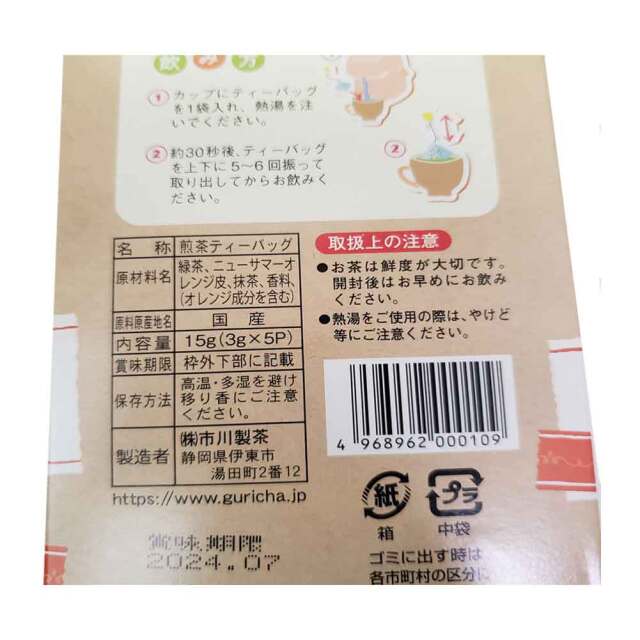 飲み方
① カップにティーバッグ
を1袋入れ、熱湯を注
いでください。
② 約30秒後、ティーバッグ
を上下に5〜6回振って
取り出してからお飲みく
ださい。
②
名 称 煎茶ティーバッグ
原材料名 緑茶、ニューサマーオ
レンジ皮、抹茶、香料、
(オレンジ成分を含む)
原料原産地名 国 産
内容量 15g(3g×5P)
賞味期限 枠外下部に記載
保存方法 高温・多湿を避け
移り香にご注意
ください。
製造者 ㈱市川製茶
静岡県伊東市
湯田町2番12
https://www.guricha.jp
賞味期限
2024.07
取扱上の注意
●お茶は鮮度が大切です。
開封後はお早めにお飲み
ください。
●熱湯をご使用の際は、やけど
等にご注意ください。
4 968962 000109
紙 プラ
箱 中袋
ゴミに出す時は
各市町村の区分に